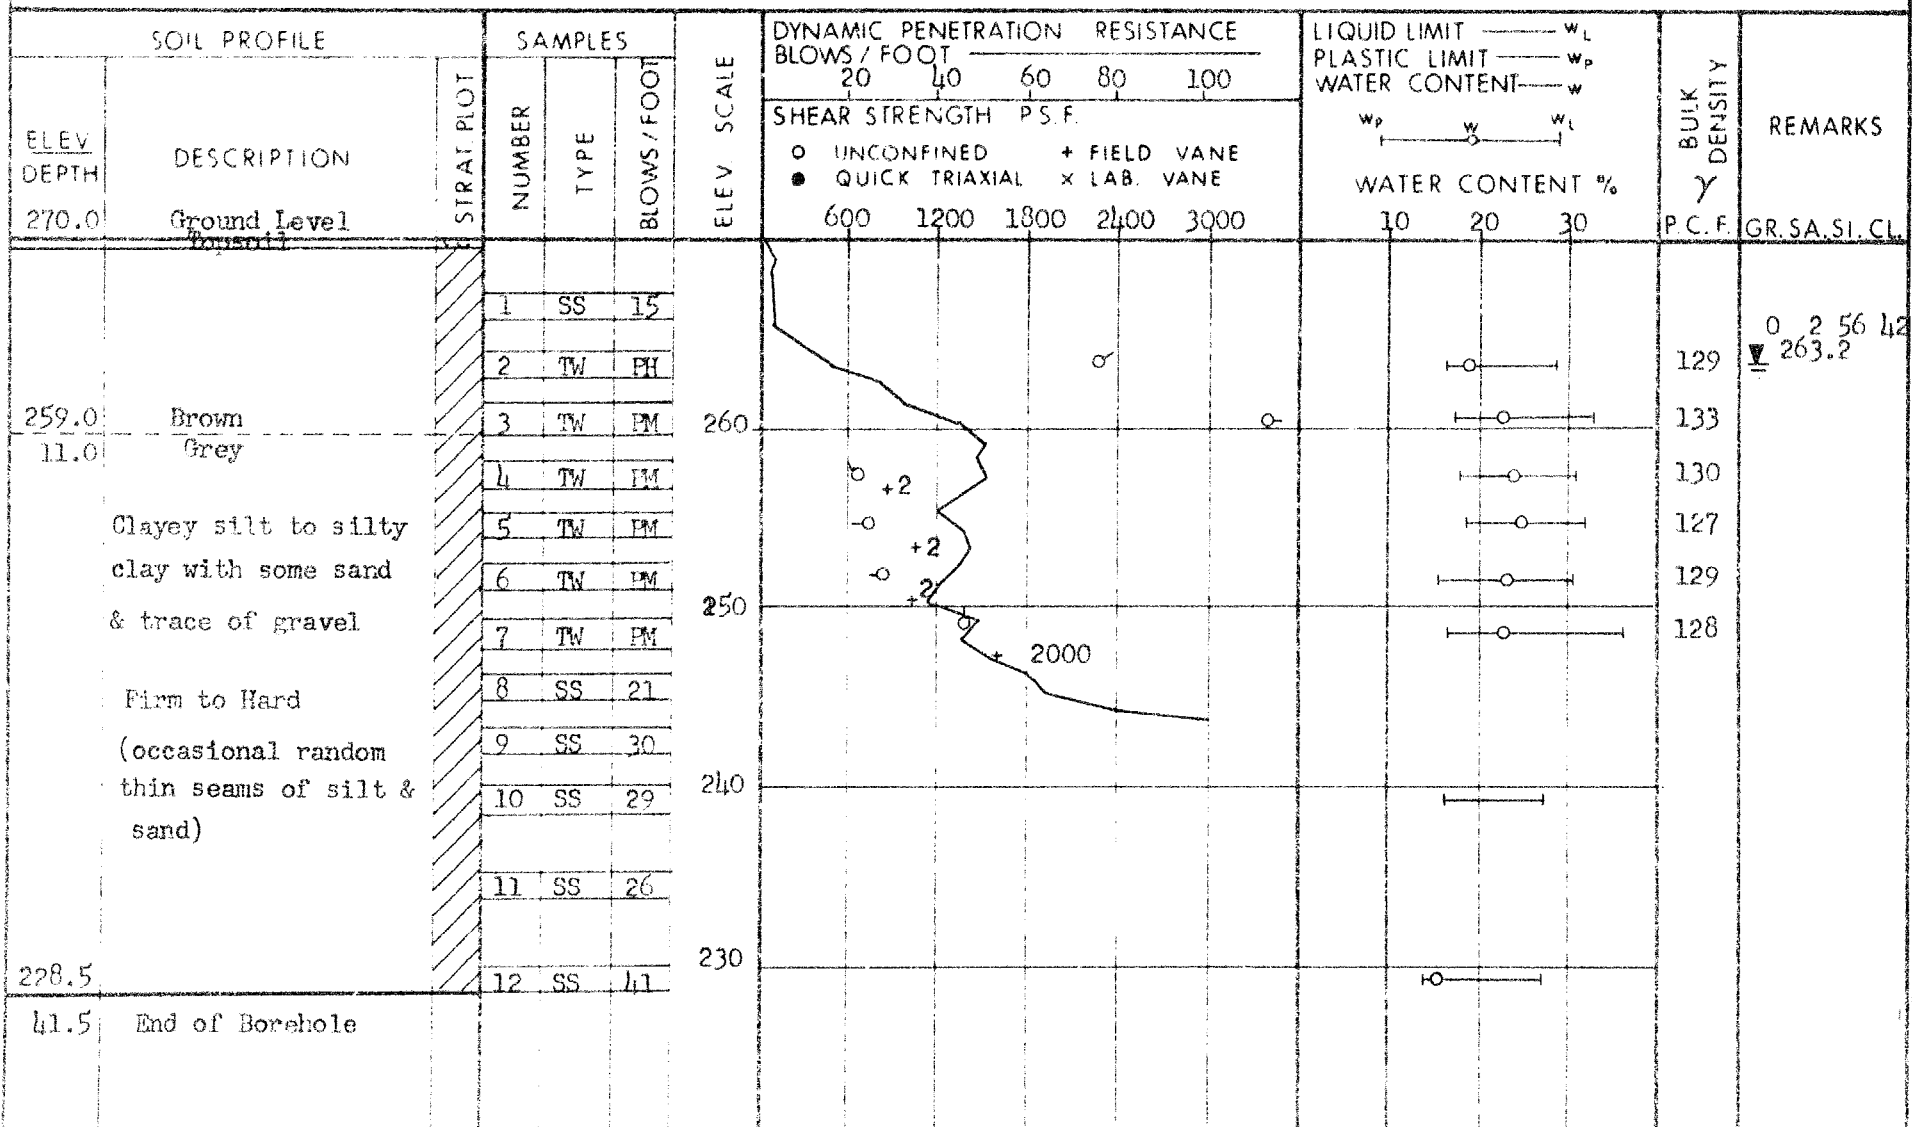 SOIL PROFILE
SAMPLES
ELEV
DEPTH
DESCRIPTION
STRAT PLOT
NUMBER
TYPE
BLOWS / FOOT
ELEV SCALE
DYNAMIC PENETRATION RESISTANCE
BLOWS / FOOT
20 40 60 80 100
SHEAR STRENGTH P.S.F.
UNCONFINED + FIELD VANE
QUICK TRIAXIAL × LAB. VANE
600 1200 1800 2400 3000
LIQUID LIMIT WL
PLASTIC LIMIT WP
WATER CONTENT W
WP W WL
WATER CONTENT %
10 20 30
BULK DENSITY
γ
P.C.F.
REMARKS
GR. SA. SI. CL.
270.0 Ground Level
Topsoil
1 SS 15
0 2 56 42
2 TW PH 129 263.2
259.0 Brown 3 TW PM 260 133
11.0 Grey
4 TW PM +2 130
Clayey silt to silty 5 TW PM 127
+2
clay with some sand 6 TW PM 129
+2
& trace of gravel 250
7 TW PM 128
+ 2000
Firm to Hard 8 SS 21
(occasional random 9 SS 30
thin seams of silt & 10 SS 29 240
sand)
11 SS 26
230
228.5 12 SS 41
41.5 End of Borehole